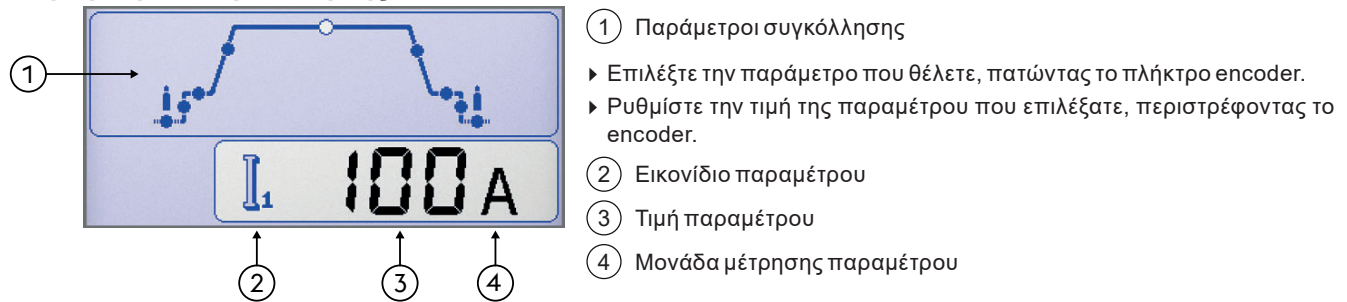 1
I1 100 A
2 3 4
1 Παράμετροι συγκόλλησης
▸ Επιλέξτε την παράμετρο που θέλετε, πατώντας το πλήκτρο encoder.
▸ Ρυθμίστε την τιμή της παραμέτρου που επιλέξατε, περιστρέφοντας το
encoder.
2 Εικονίδιο παραμέτρου
3 Τιμή παραμέτρου
4 Μονάδα μέτρησης παραμέτρου